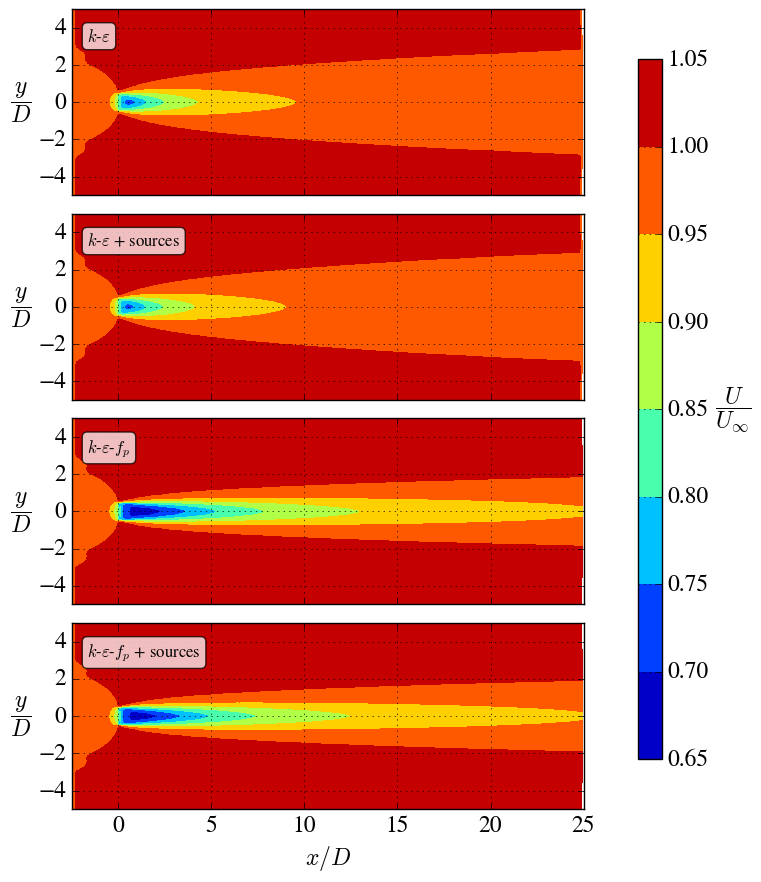 4
2
0
−2
−4
y/D
k-ε
4
2
0
−2
−4
y/D
k-ε + sources
4
2
0
−2
−4
y/D
k-ε-f_p
4
2
0
−2
−4
y/D
k-ε-f_p + sources
0 5 10 15 20 25
x/D
1.05
1.00
0.95
0.90
0.85
0.80
0.75
0.70
0.65
U/U_∞